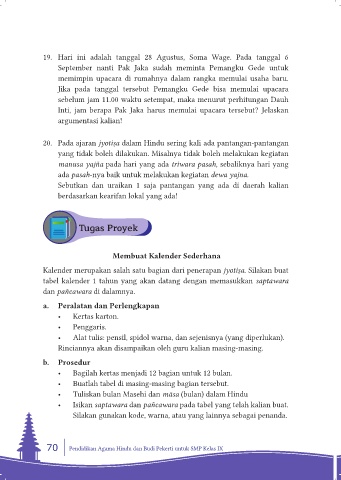 19. Hari ini adalah tanggal 28 Agustus, Soma Wage. Pada tanggal 6
September nanti Pak Jaka sudah meminta Pemangku Gede untuk
memimpin upacara di rumahnya dalam rangka memulai usaha baru.
Jika pada tanggal tersebut Pemangku Gede bisa memulai upacara
sebelum jam 11.00 waktu setempat, maka menurut perhitungan Dauh
Inti, jam berapa Pak Jaka harus memulai upacara tersebut? Jelaskan
argumentasi kalian!
20. Pada ajaran jyotiṣa dalam Hindu sering kali ada pantangan-pantangan
yang tidak boleh dilakukan. Misalnya tidak boleh melakukan kegiatan
manusa yajña pada hari yang ada triwara pasah, sebaliknya hari yang
ada pasah-nya baik untuk melakukan kegiatan dewa yajna.
Sebutkan dan uraikan 1 saja pantangan yang ada di daerah kalian
berdasarkan kearifan lokal yang ada!
Tugas Proyek
Membuat Kalender Sederhana
Kalender merupakan salah satu bagian dari penerapan jyotiṣa. Silakan buat
tabel kalender 1 tahun yang akan datang dengan memasukkan saptawara
dan pañcawara di dalamnya.
a. Peralatan dan Perlengkapan
• Kertas karton.
• Penggaris.
• Alat tulis: pensil, spidol warna, dan sejenisnya (yang diperlukan).
Rinciannya akan disampaikan oleh guru kalian masing-masing.
b. Prosedur
• Bagilah kertas menjadi 12 bagian untuk 12 bulan.
• Buatlah tabel di masing-masing bagian tersebut.
• Tuliskan bulan Masehi dan māsa (bulan) dalam Hindu
• Isikan saptawara dan pañcawara pada tabel yang telah kalian buat.
Silakan gunakan kode, warna, atau yang lainnya sebagai penanda.
70 Pendidikan Agama Hindu dan Budi Pekerti untuk SMP Kelas IX